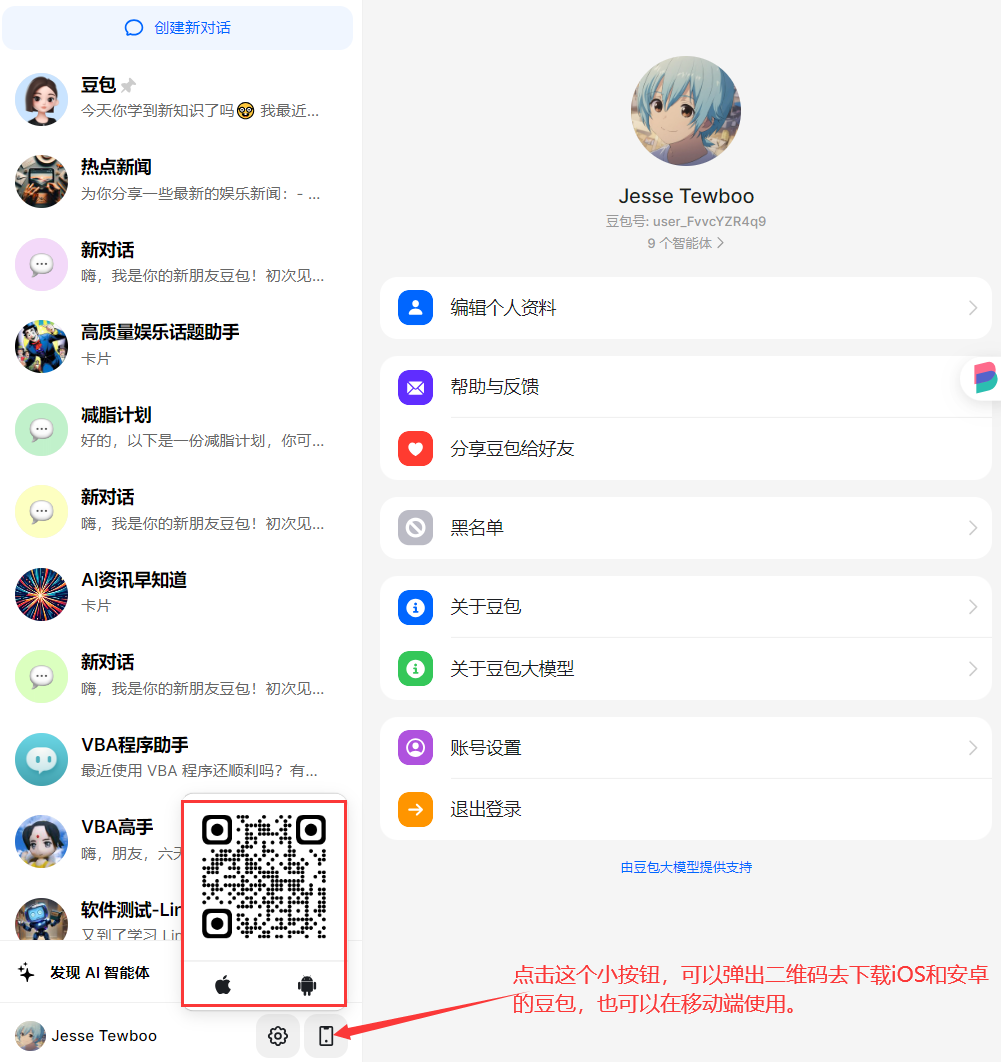 创建新对话
豆包
今天你学到新知识了吗🤓 我最近...
热点新闻
为你分享一些最新的娱乐新闻：- ...
新对话
嗨，我是你的新朋友豆包！初次见...
高质量娱乐话题助手
卡片
减脂计划
好的，以下是一份减脂计划，你可...
新对话
嗨，我是你的新朋友豆包！初次见...
AI资讯早知道
卡片
新对话
嗨，我是你的新朋友豆包！初次见...
VBA程序助手
最近使用 VBA 程序还顺利吗？有...
VBA高手
嗨，朋友，六
软件测试-Lin
又到了学习 Lin
发现 AI 智能体
Jesse Tewboo
Jesse Tewboo
豆包号: user_FvvcYZR4q9
9 个智能体
编辑个人资料
帮助与反馈
分享豆包给好友
黑名单
关于豆包
关于豆包大模型
账号设置
退出登录
由豆包大模型提供支持
点击这个小按钮，可以弹出二维码去下载iOS和安卓
的豆包，也可以在移动端使用。